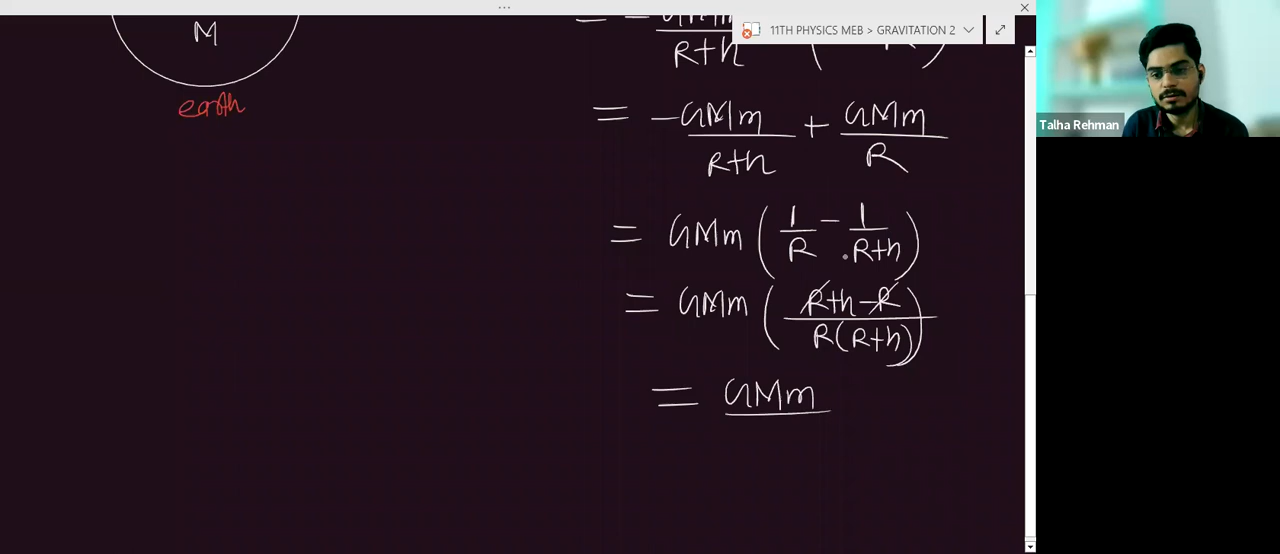 11TH PHYSICS MEB > GRAVITATION 2
M
earth
R+h
= -GMm/R+h + GMm/R
= GMm (1/R - 1/R+h)
= GMm (R+h-R / R(R+h))
= GMm
Talha Rehman